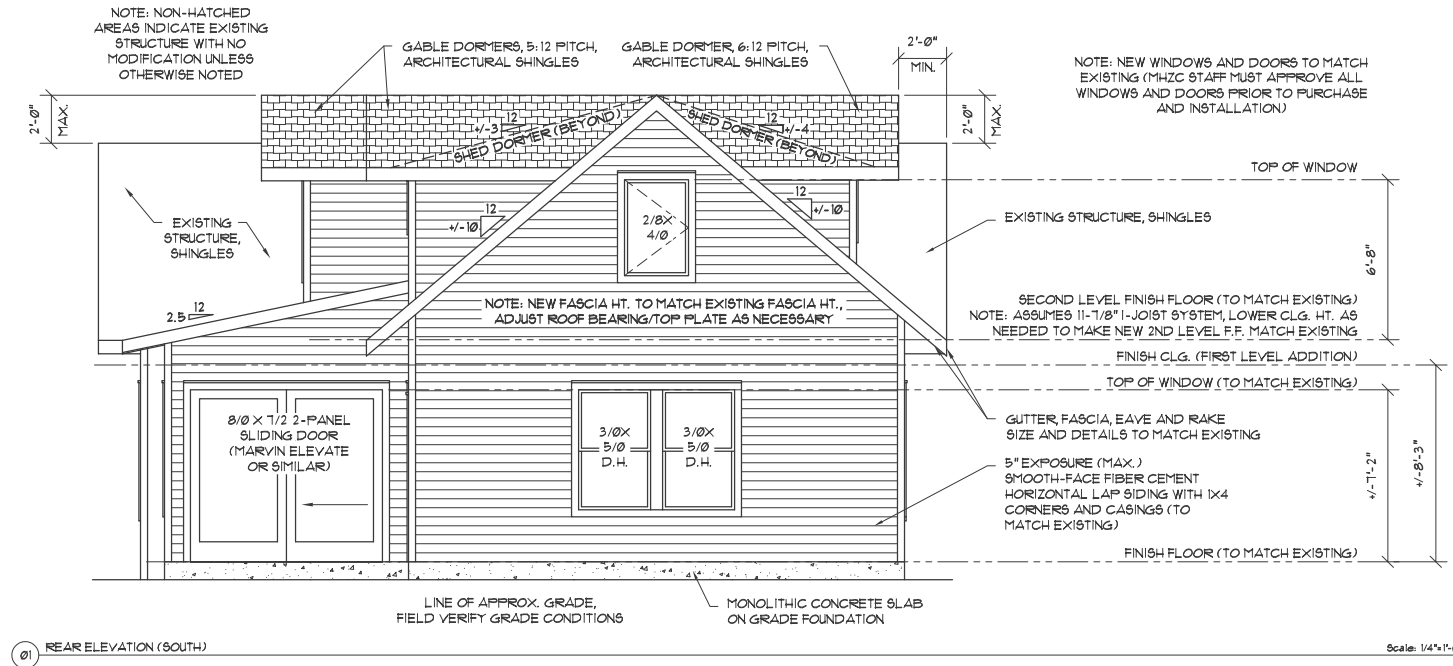 NOTE: NON-HATCHED
AREAS INDICATE EXISTING
STRUCTURE WITH NO
MODIFICATION UNLESS
OTHERWISE NOTED
GABLE DORMERS, 5:12 PITCH,
ARCHITECTURAL SHINGLES
GABLE DORMER, 6:12 PITCH,
ARCHITECTURAL SHINGLES
2'-0"
MIN.
NOTE: NEW WINDOWS AND DOORS TO MATCH
EXISTING (MHZC STAFF MUST APPROVE ALL
WINDOWS AND DOORS PRIOR TO PURCHASE
AND INSTALLATION)
2'-0"
MAX.
12
+/-3
SHED DORMER (BEYOND)
12
+/-4
SHED DORMER (BEYOND)
2'-0"
MAX.
TOP OF WINDOW
12
+/-10
2/8X
4/0
12
+/-10
EXISTING
STRUCTURE,
SHINGLES
EXISTING STRUCTURE, SHINGLES
6'-8"
12
2.5
NOTE: NEW FASCIA HT. TO MATCH EXISTING FASCIA HT.,
ADJUST ROOF BEARING/TOP PLATE AS NECESSARY
SECOND LEVEL FINISH FLOOR (TO MATCH EXISTING)
NOTE: ASSUMES 11-7/8" I-JOIST SYSTEM, LOWER CLG. HT. AS
NEEDED TO MAKE NEW 2ND LEVEL F.F. MATCH EXISTING
FINISH CLG. (FIRST LEVEL ADDITION)
TOP OF WINDOW (TO MATCH EXISTING)
8/0 X 7/2 2-PANEL
SLIDING DOOR
(MARVIN ELEVATE
OR SIMILAR)
3/0X
5/0
D.H.
3/0X
5/0
D.H.
GUTTER, FASCIA, EAVE AND RAKE
SIZE AND DETAILS TO MATCH EXISTING
5" EXPOSURE (MAX.)
SMOOTH-FACE FIBER CEMENT
HORIZONTAL LAP SIDING WITH 1X4
CORNERS AND CASINGS (TO
MATCH EXISTING)
+/-7'-2"
+/-8'-3"
FINISH FLOOR (TO MATCH EXISTING)
LINE OF APPROX. GRADE,
FIELD VERIFY GRADE CONDITIONS
MONOLITHIC CONCRETE SLAB
ON GRADE FOUNDATION
01 REAR ELEVATION (SOUTH)
Scale: 1/4"=1'-